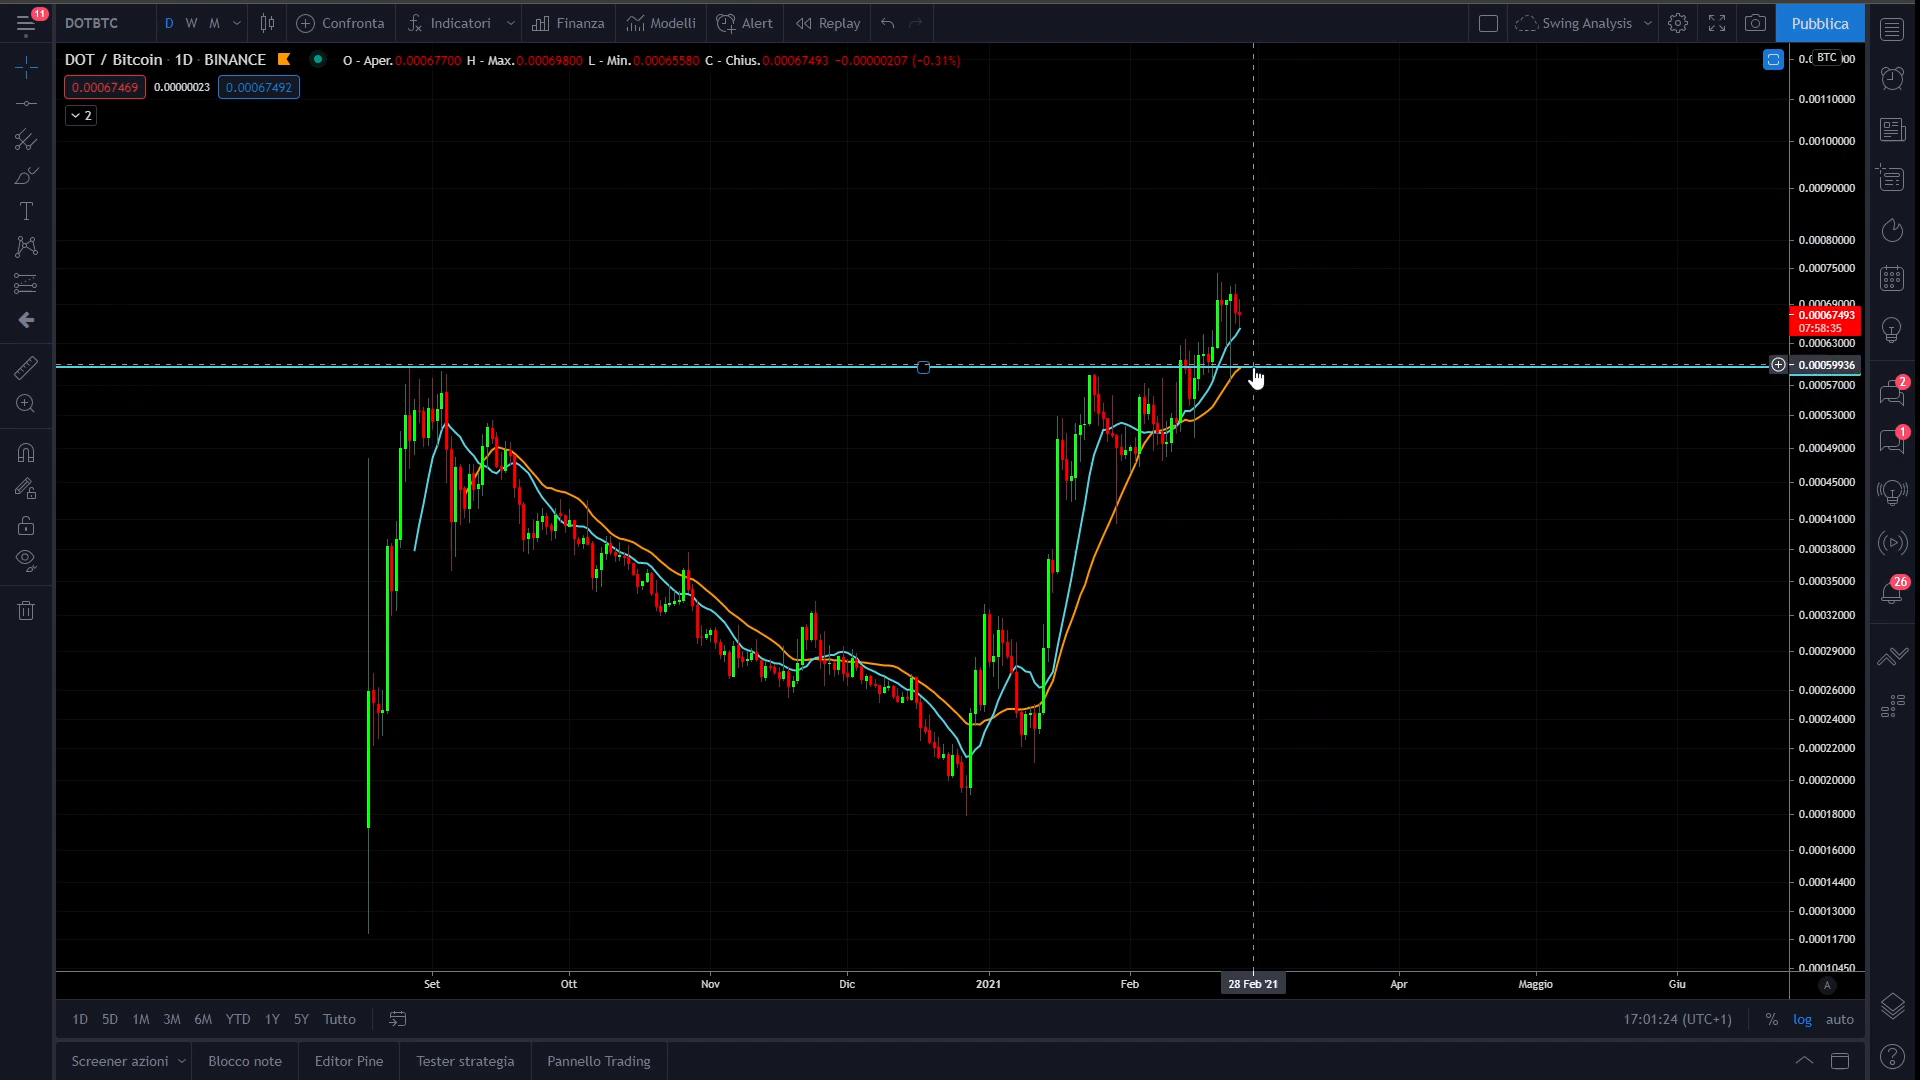 11
DOTBTC
D W M
Confronta
Indicatori
Finanza
Modelli
Alert
Replay
Swing Analysis
Pubblica
DOT / Bitcoin · 1D · BINANCE
O - Aper.0.00067700 H - Max.0.00069800 L - Min.0.00065580 C - Chius.0.00067493 −0.00000207 (−0.31%)
0.00067469 0.00000023 0.00067492
2
BTC
0.00110000
0.00100000
0.00090000
0.00080000
0.00075000
0.00069000
0.00067493
07:58:35
0.00063000
0.00059936
0.00057000
0.00053000
0.00049000
0.00045000
0.00041000
0.00038000
0.00035000
0.00032000
0.00029000
0.00026000
0.00024000
0.00022000
0.00020000
0.00018000
0.00016000
0.00014400
0.00013000
0.00011700
0.00010450
2
1
26
Set Ott Nov Dic 2021 Feb 28 Feb '21 Apr Maggio Giu
A
1D 5D 1M 3M 6M YTD 1Y 5Y Tutto
17:01:24 (UTC+1) % log auto
Screener azioni Blocco note Editor Pine Tester strategia Pannello Trading